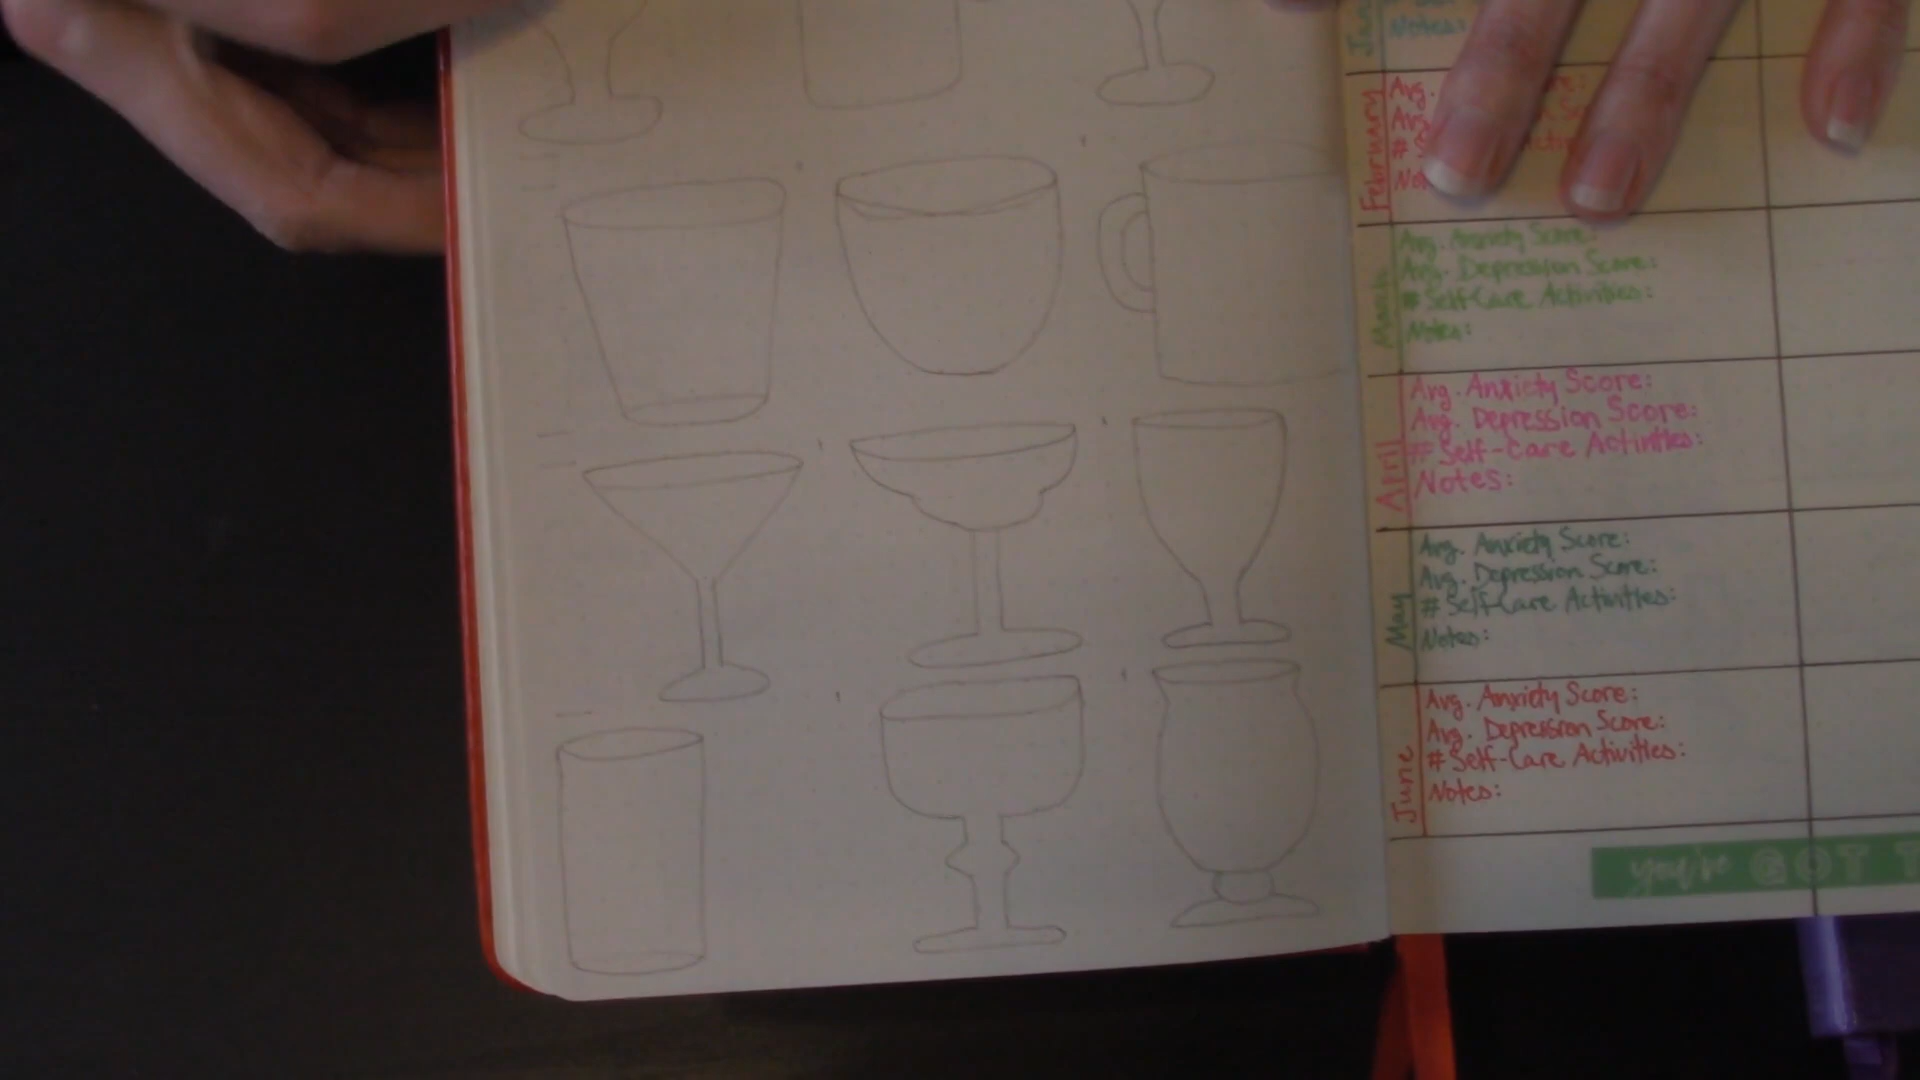 Notes:
February
Avg.
#
March
Avg. Anxiety Score:
Avg. Depression Score:
# Self-Care Activities:
Notes:
April
Avg. Anxiety Score:
Avg. Depression Score:
# Self-Care Activities:
Notes:
May
Avg. Anxiety Score:
Avg. Depression Score:
# Self-Care Activities:
Notes:
June
Avg. Anxiety Score:
Avg. Depression Score:
# Self-Care Activities:
Notes:
you've GOT T